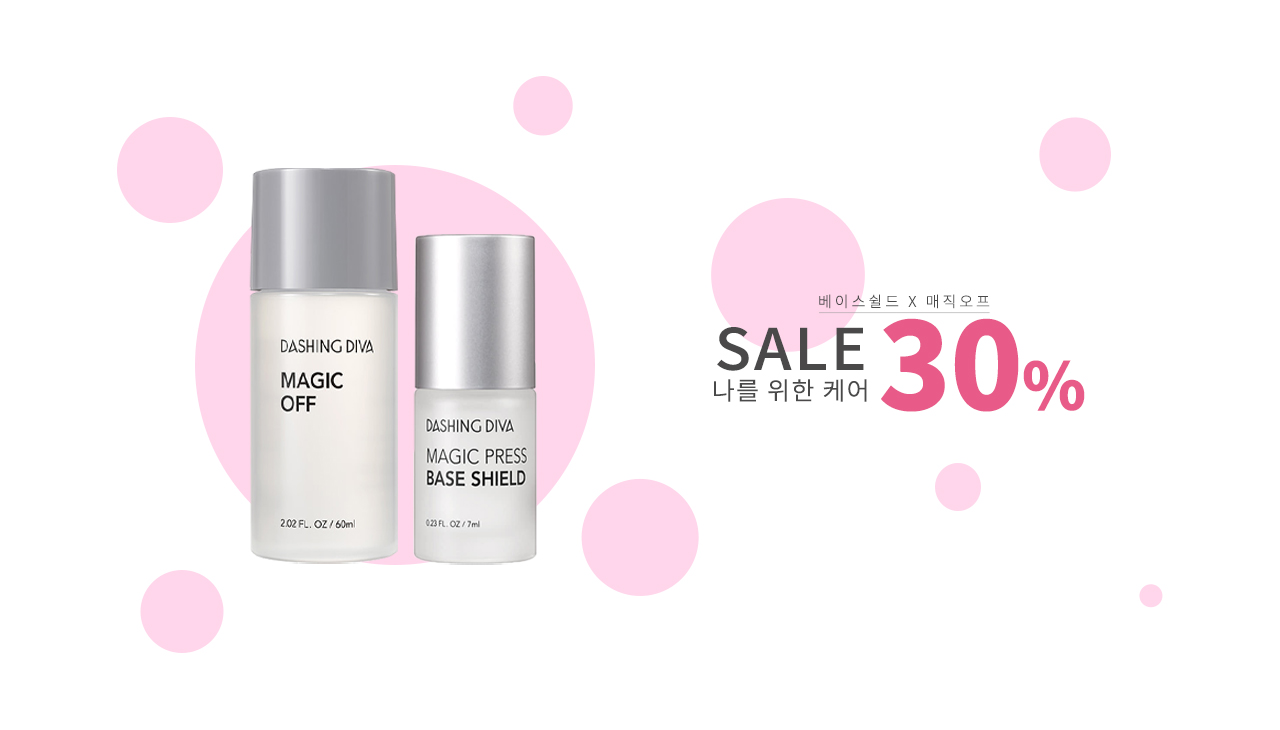 DASHING DIVA
MAGIC
OFF
2.02 FL. OZ / 60ml
DASHING DIVA
MAGIC PRESS
BASE SHIELD
0.23 FL. OZ / 7ml
베이스쉴드 X 매직오프
SALE 30%
나를 위한 케어